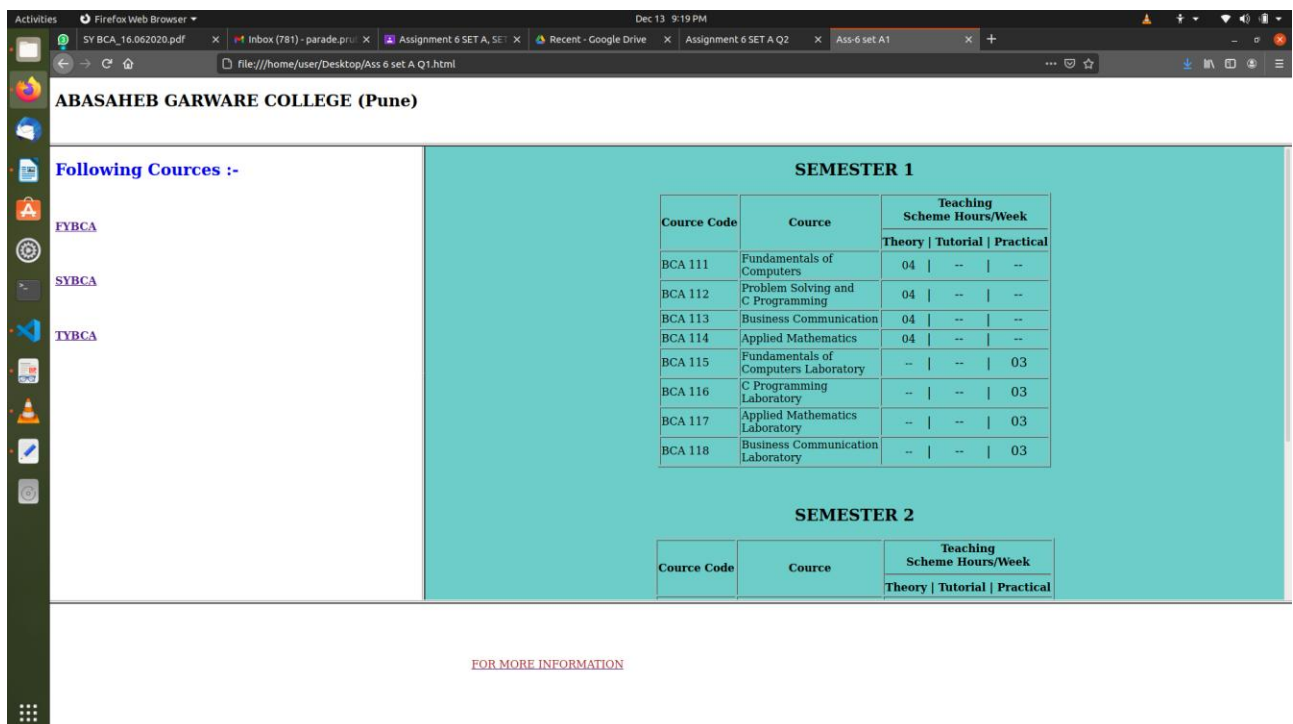 Activities Firefox Web Browser Dec 13 9:19 PM
SY BCA_16.062020.pdf Inbox (781) - parade.pru Assignment 6 SET A, SET Recent - Google Drive Assignment 6 SET A Q2 Ass-6 set A1
file:///home/user/Desktop/Ass 6 set A Q1.html
ABASAHEB GARWARE COLLEGE (Pune)
Following Cources :-
FYBCA
SYBCA
TYBCA
SEMESTER 1
Cource Code Cource Teaching
Scheme Hours/Week
Theory | Tutorial | Practical
BCA 111 Fundamentals of
Computers 04 | -- | --
BCA 112 Problem Solving and
C Programming 04 | -- | --
BCA 113 Business Communication 04 | -- | --
BCA 114 Applied Mathematics 04 | -- | --
BCA 115 Fundamentals of
Computers Laboratory -- | -- | 03
BCA 116 C Programming
Laboratory -- | -- | 03
BCA 117 Applied Mathematics
Laboratory -- | -- | 03
BCA 118 Business Communication
Laboratory -- | -- | 03
SEMESTER 2
Cource Code Cource Teaching
Scheme Hours/Week
Theory | Tutorial | Practical
FOR MORE INFORMATION